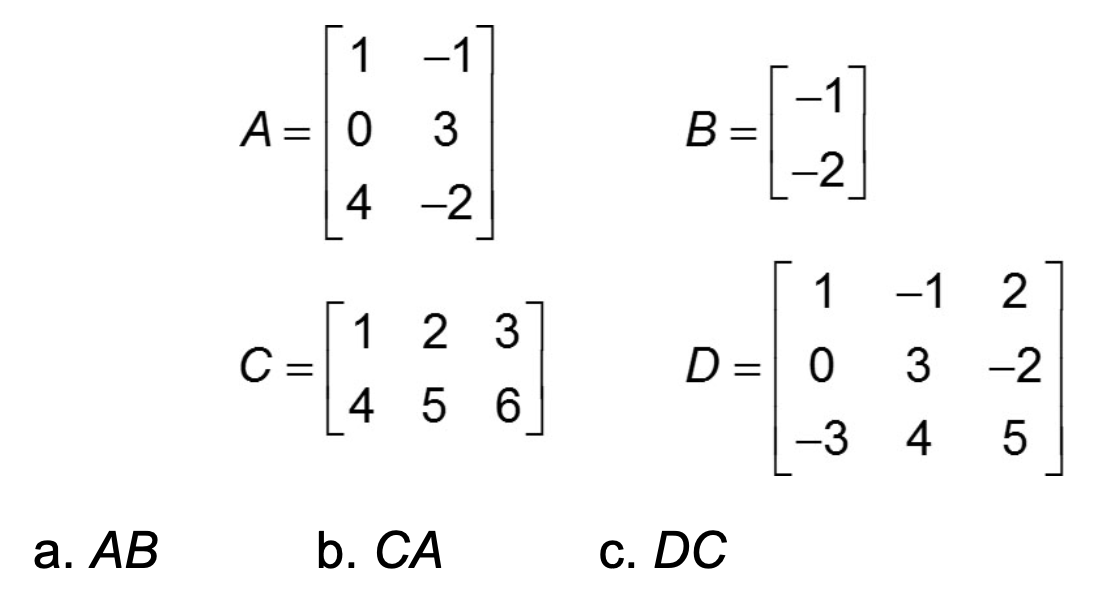 A = [1 –1; 0 3; 4 –2]
B = [–1; –2]
C = [1 2 3; 4 5 6]
D = [1 –1 2; 0 3 –2; –3 4 5]
a. AB b. CA c. DC